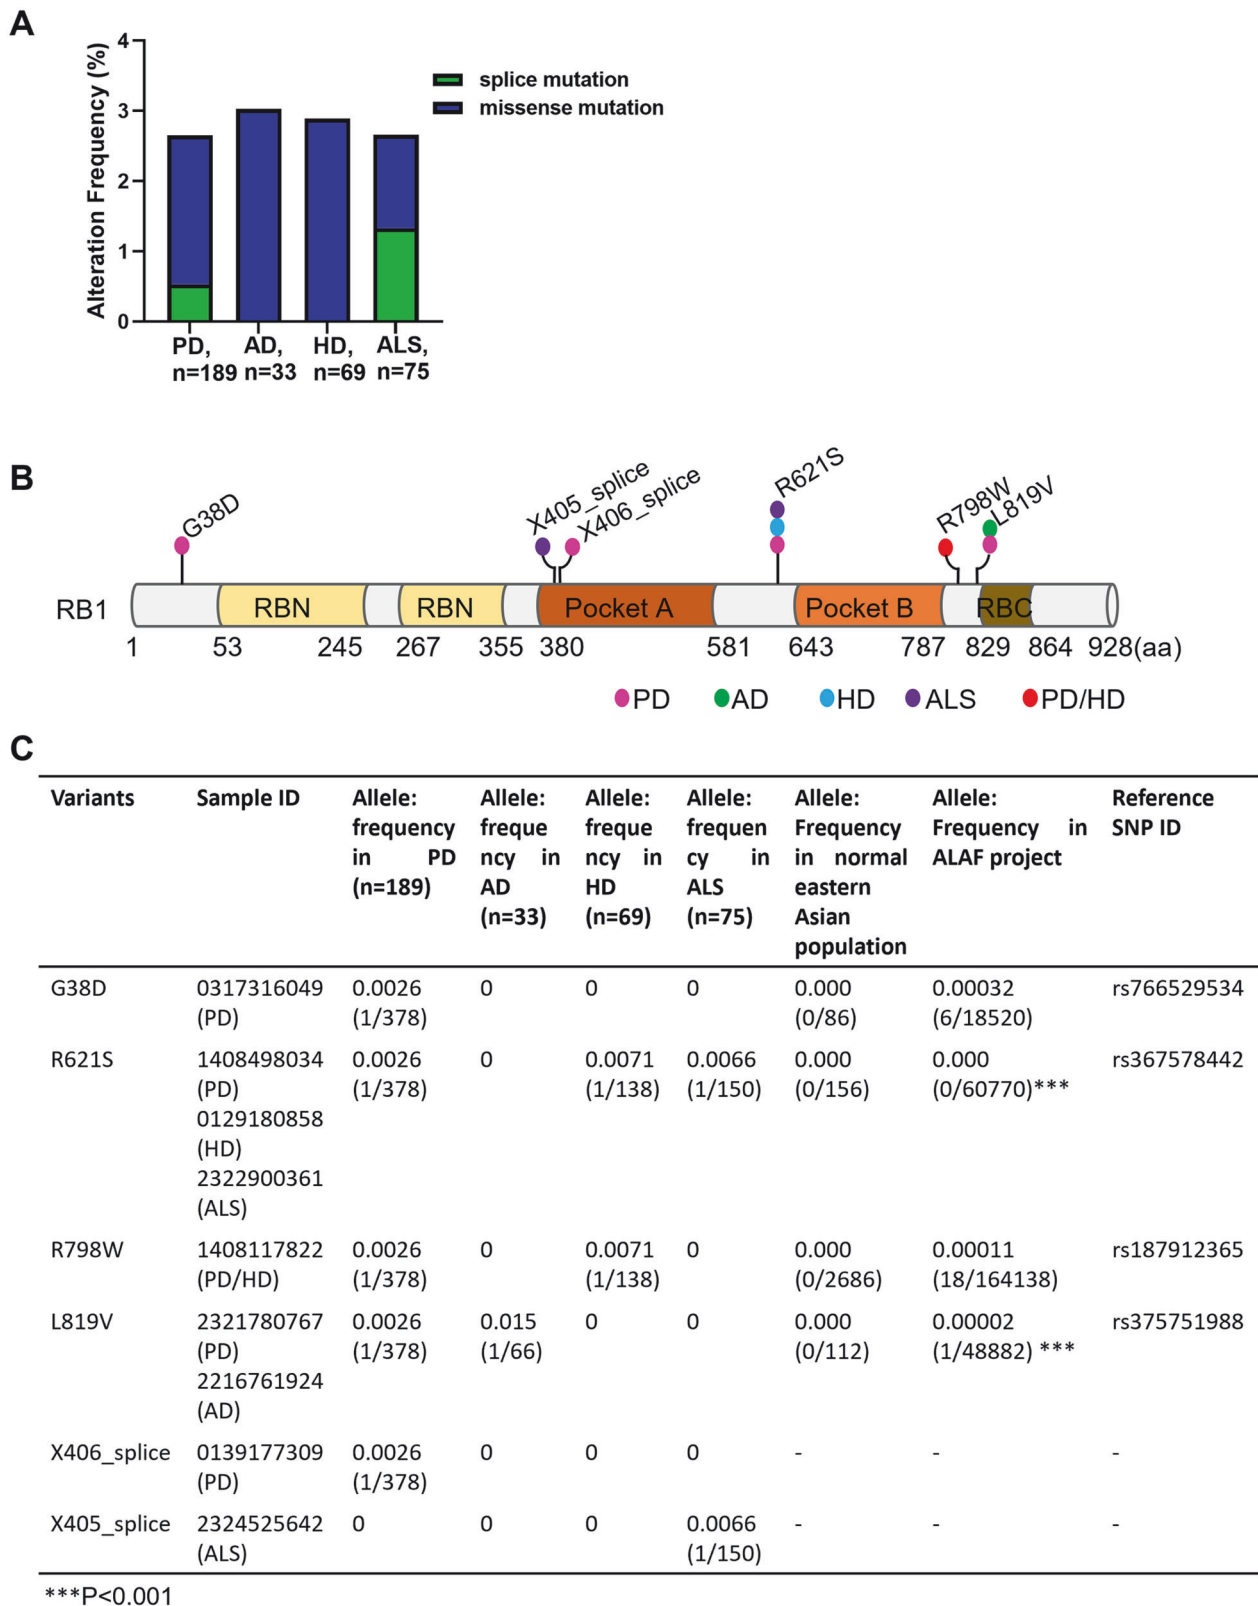 A
Alteration Frequency (%)
4
3
2
1
0
splice mutation
missense mutation
PD, AD, HD, ALS,
n=189 n=33 n=69 n=75
B
G38D
X405_splice
X406_splice
R621S
R798W
L819V
RB1 RBN RBN Pocket A Pocket B RBC
1 53 245 267 355 380 581 643 787 829 864 928(aa)
PD AD HD ALS PD/HD
C
Variants Sample ID Allele: Allele: Allele: Allele: Allele: Allele: Reference
frequency freque freque frequen Frequency Frequency in SNP ID
in PD ncy in ncy in cy in in normal ALAF project
(n=189) AD HD ALS eastern
(n=33) (n=69) (n=75) Asian
population
G38D 0317316049 0.0026 0 0 0 0.000 0.00032 rs766529534
(PD) (1/378) (0/86) (6/18520)
R621S 1408498034 0.0026 0 0.0071 0.0066 0.000 0.000 rs367578442
(PD) (1/378) (1/138) (1/150) (0/156) (0/60770)***
0129180858
(HD)
2322900361
(ALS)
R798W 1408117822 0.0026 0 0.0071 0 0.000 0.00011 rs187912365
(PD/HD) (1/378) (1/138) (0/2686) (18/164138)
L819V 2321780767 0.0026 0.015 0 0 0.000 0.00002 rs375751988
(PD) (1/378) (1/66) (0/112) (1/48882) ***
2216761924
(AD)
X406_splice 0139177309 0.0026 0 0 0 - - -
(PD) (1/378)
X405_splice 2324525642 0 0 0 0.0066 - - -
(ALS) (1/150)
***P<0.001